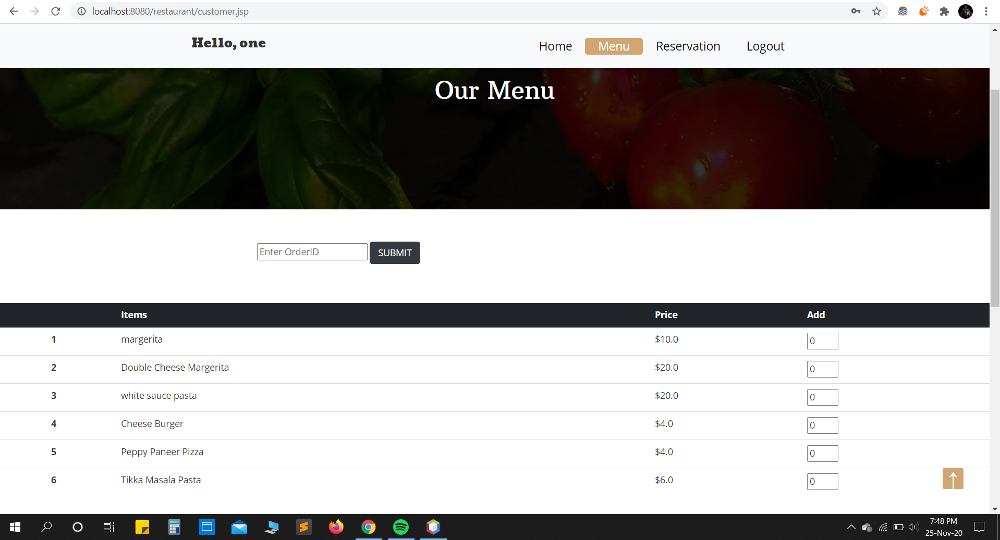 localhost:8080/restaurant/customer.jsp
Hello, one
Home Menu Reservation Logout
Our Menu
Enter OrderID SUBMIT
Items Price Add
1 margerita $10.0 0
2 Double Cheese Margerita $20.0 0
3 white sauce pasta $20.0 0
4 Cheese Burger $4.0 0
5 Peppy Paneer Pizza $4.0 0
6 Tikka Masala Pasta $6.0 0
7:48 PM
25-Nov-20